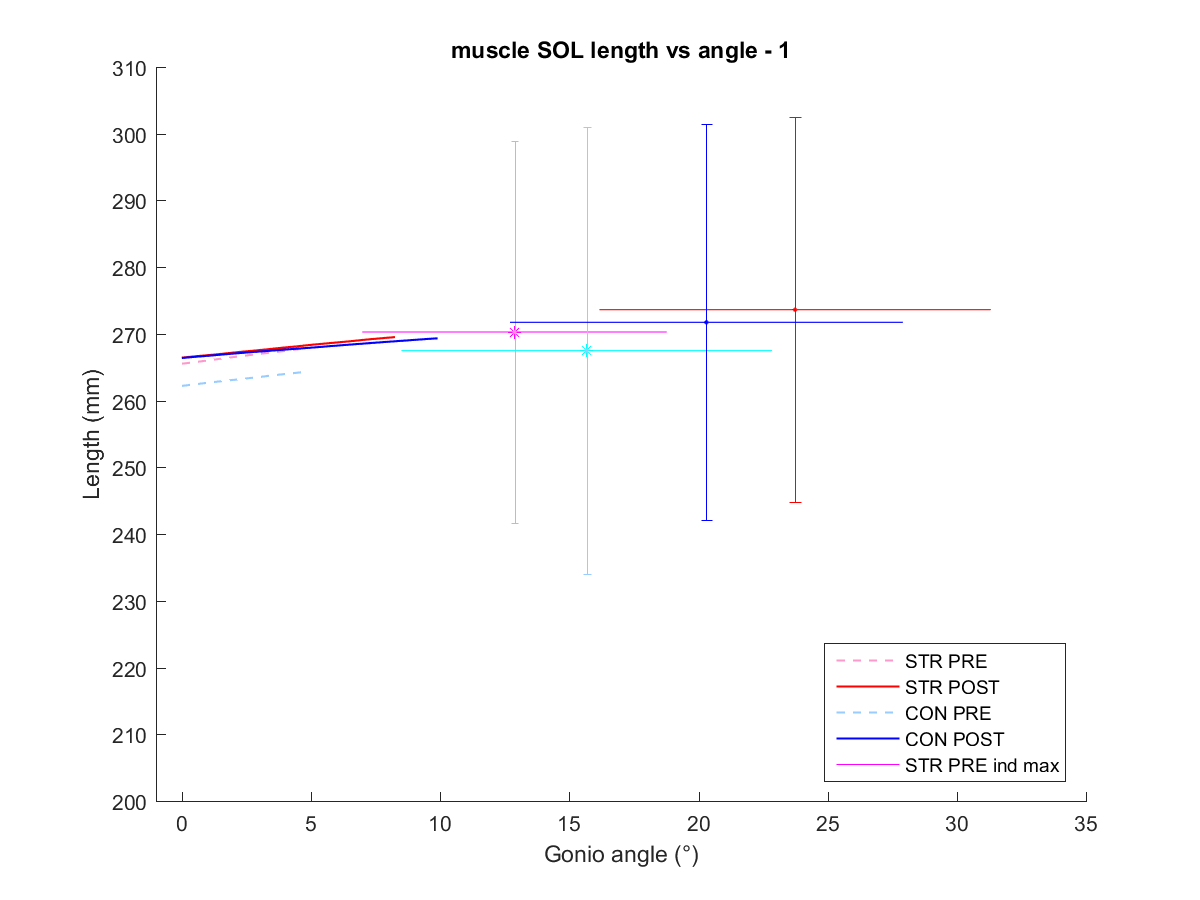 muscle SOL length vs angle - 1
310
300
290
280
270
260
250
240
230
220
210
200
Length (mm)
0 5 10 15 20 25 30 35
Gonio angle (°)
STR PRE
STR POST
CON PRE
CON POST
STR PRE ind max